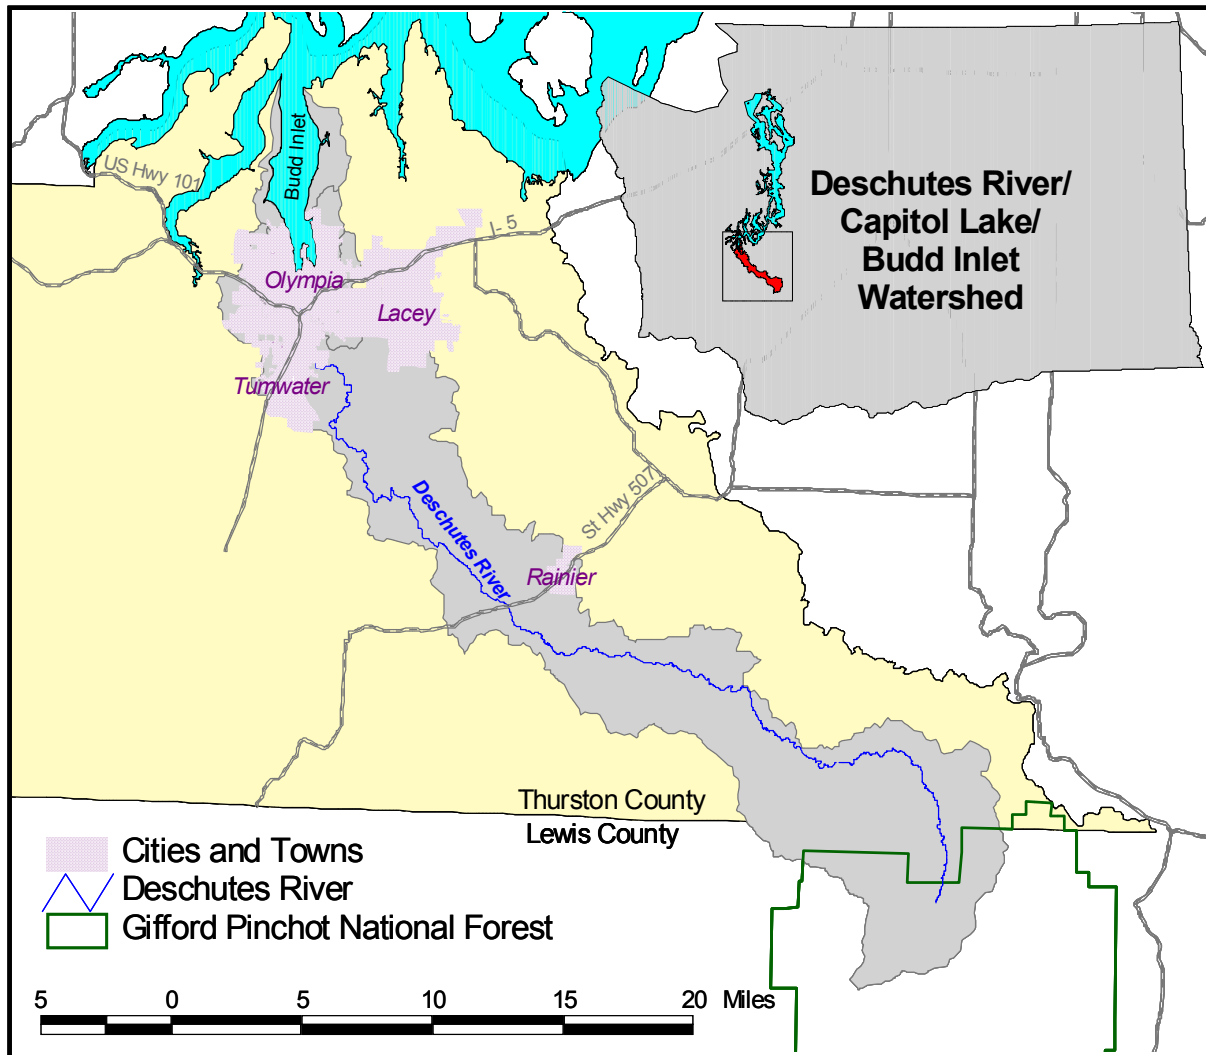 Deschutes River/
Capitol Lake/
Budd Inlet
Watershed
US Hwy 101
Budd Inlet
I- 5
Olympia
Lacey
Tumwater
Deschutes River
St Hwy 507
Rainier
Thurston County
Lewis County
Cities and Towns
Deschutes River
Gifford Pinchot National Forest
5 0 5 10 15 20 Miles